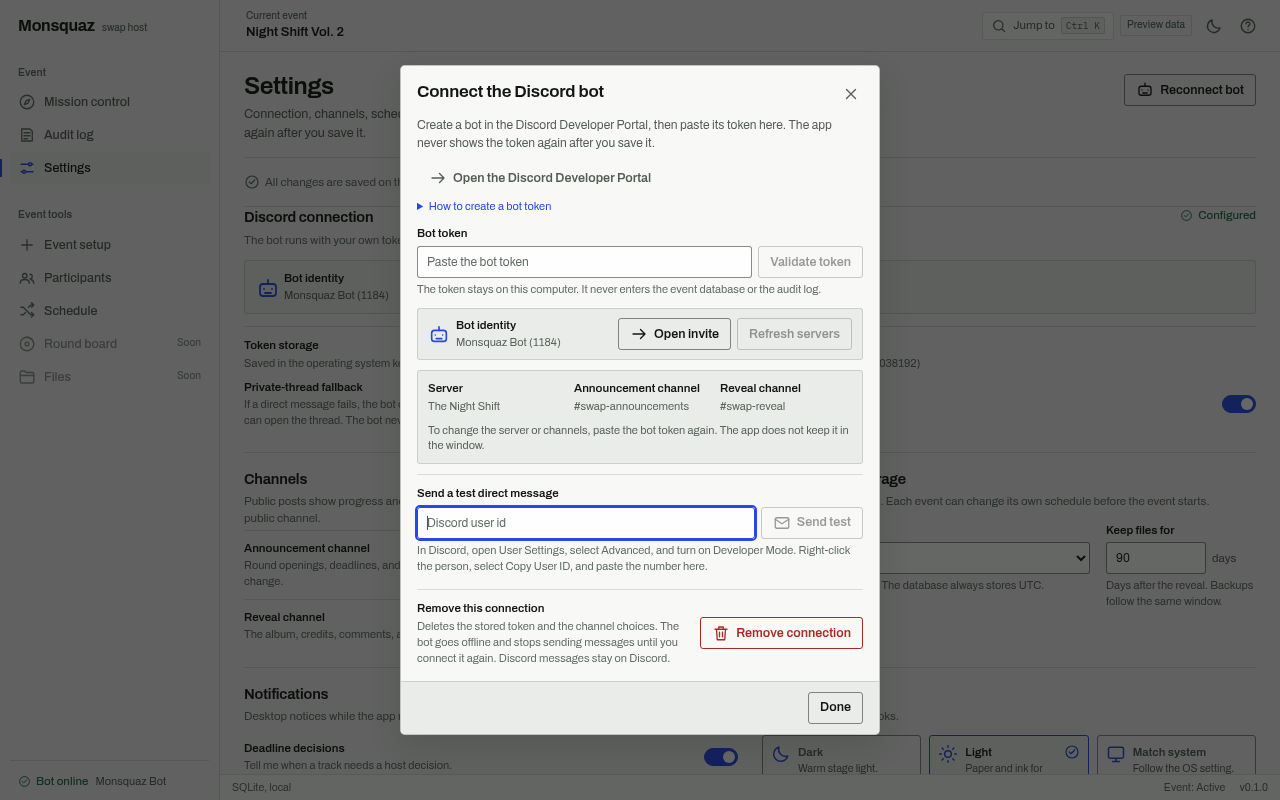 Monsquaz swap host
Current event
Night Shift Vol. 2
Jump to Ctrl K
Preview data
Event
Mission control
Audit log
Settings
Event tools
Event setup
Participants
Schedule
Round board Soon
Files Soon
Bot online Monsquaz Bot
Settings
Connection, channels, sched
again after you save it.
Reconnect bot
All changes are saved on th
Discord connection
Configured
The bot runs with your own toke
Bot identity
Monsquaz Bot (1184)
Token storage
Saved in the operating system ke
038192)
Private-thread fallback
If a direct message fails, the bot
can open the thread. The bot nev
Channels
Public posts show progress and
public channel.
Announcement channel
Round openings, deadlines, and
change.
Reveal channel
The album, credits, comments, a
rage
. Each event can change its own schedule before the event starts.
Keep files for
90 days
The database always stores UTC.
Days after the reveal. Backups
follow the same window.
Notifications
Desktop notices while the app r
oks.
Deadline decisions
Tell me when a track needs a host decision.
Dark
Warm stage light.
Light
Paper and ink for
Match system
Follow the OS setting.
SQLite, local
Event: Active v0.1.0
Connect the Discord bot
Create a bot in the Discord Developer Portal, then paste its token here. The app
never shows the token again after you save it.
Open the Discord Developer Portal
How to create a bot token
Bot token
Paste the bot token
Validate token
The token stays on this computer. It never enters the event database or the audit log.
Bot identity
Monsquaz Bot (1184)
Open invite
Refresh servers
Server Announcement channel Reveal channel
The Night Shift #swap-announcements #swap-reveal
To change the server or channels, paste the bot token again. The app does not keep it in
the window.
Send a test direct message
Discord user id
Send test
In Discord, open User Settings, select Advanced, and turn on Developer Mode. Right-click
the person, select Copy User ID, and paste the number here.
Remove this connection
Deletes the stored token and the channel choices. The
bot goes offline and stops sending messages until you
connect it again. Discord messages stay on Discord.
Remove connection
Done